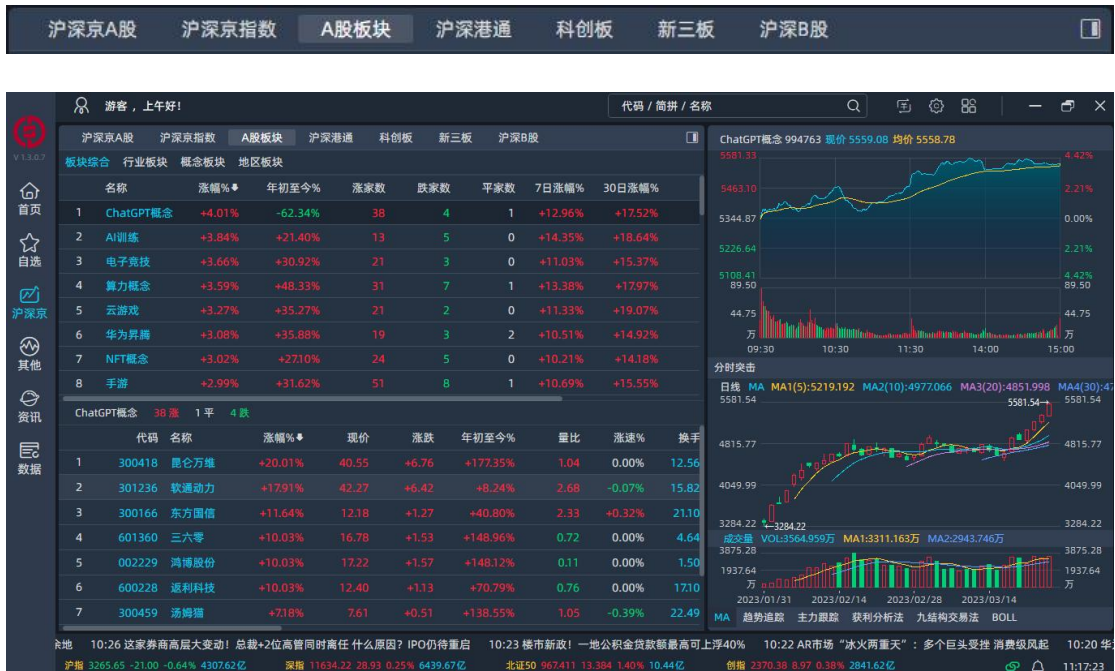 沪深京A股 沪深京指数 A股板块 沪深港通 科创板 新三板 沪深B股
游客，上午好！ 代码 / 简拼 / 名称
V 1.3.0.7
首页
自选
沪深京
其他
资讯
数据
沪深京A股 沪深京指数 A股板块 沪深港通 科创板 新三板 沪深B股
板块综合 行业板块 概念板块 地区板块
名称 涨幅% 年初至今% 涨家数 跌家数 平家数 7日涨幅% 30日涨幅%
1 ChatGPT概念 +4.01% -62.34% 38 4 1 +12.96% +17.52%
2 AI训练 +3.84% +21.40% 13 5 0 +14.35% +18.64%
3 电子竞技 +3.66% +30.92% 21 3 0 +11.03% +15.37%
4 算力概念 +3.59% +48.33% 31 7 1 +13.38% +17.97%
5 云游戏 +3.27% +35.27% 21 2 0 +11.33% +19.07%
6 华为昇腾 +3.08% +35.88% 19 3 2 +10.51% +14.92%
7 NFT概念 +3.02% +27.10% 24 5 0 +10.21% +14.18%
8 手游 +2.99% +31.62% 51 8 1 +10.69% +15.55%
ChatGPT概念 38 涨 1 平 4 跌
代码 名称 涨幅% 现价 涨跌 年初至今% 量比 涨速% 换手
1 300418 昆仑万维 +20.01% 40.55 +6.76 +177.35% 1.04 0.00% 12.56
2 301236 软通动力 +17.91% 42.27 +6.42 +8.24% 2.68 -0.07% 15.82
3 300166 东方国信 +11.64% 12.18 +1.27 +40.80% 2.33 +0.32% 21.10
4 601360 三六零 +10.03% 16.78 +1.53 +148.96% 0.72 0.00% 4.64
5 002229 鸿博股份 +10.03% 17.22 +1.57 +148.12% 0.11 0.00% 1.50
6 600228 返利科技 +10.03% 12.40 +1.13 +70.79% 0.76 0.00% 17.10
7 300459 汤姆猫 +7.18% 7.61 +0.51 +138.55% 1.05 -0.39% 22.49
ChatGPT概念 994763 现价 5559.08 均价 5558.78
5581.33 4.42%
5463.10 2.21%
5344.87 0.00%
5226.64 2.21%
5108.41 4.42%
89.50 89.50
44.75 44.75
万 万
09:30 10:30 11:30 14:00 15:00
分时突击
日线 MA MA1(5):5219.192 MA2(10):4977.066 MA3(20):4851.998 MA4(30):47
5581.54 5581.54 5581.54
4815.77 4815.77
4049.99 4049.99
3284.22 3284.22 3284.22
成交量 VOL:3564.959万 MA1:3311.163万 MA2:2943.746万
3875.28 3875.28
1937.64 1937.64
万 万
2023/01/31 2023/02/14 2023/02/28 2023/03/14
MA 趋势追踪 主力跟踪 获利分析法 九结构交易法 BOLL
余地 10:26 这家券商高层大变动！总裁+2位高管同时离任 什么原因？IPO仍待重启 10:23 楼市新政！一地公积金贷款额最高可上浮40% 10:22 AR市场“冰火两重天”：多个巨头受挫 消费级风起 10:20 华
沪指 3265.65 -21.00 -0.64% 4307.62亿 深指 11634.22 28.93 0.25% 6439.67亿 北证50 967.411 13.384 1.40% 10.44亿 创指 2370.38 8.97 0.38% 2841.62亿 11:17:23